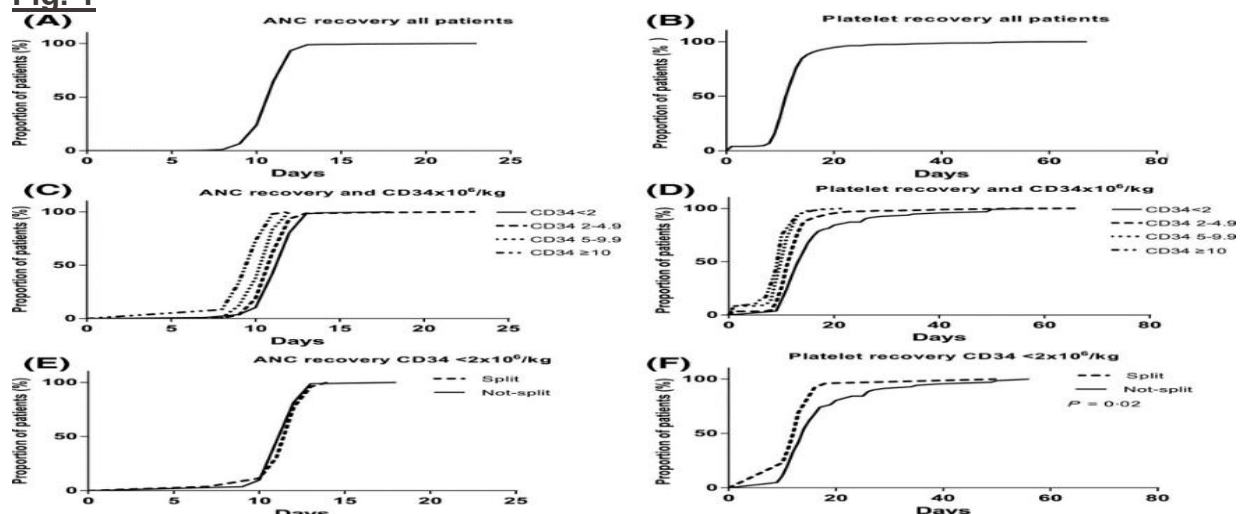 Fig. 1
(A) ANC recovery all patients
Proportion of patients (%)
100
50
0
0 5 10 15 20 25
Days
(B) Platelet recovery all patients
Proportion of patients (%)
100
50
0
0 20 40 60 80
Days
(C) ANC recovery and CD34x10⁶/kg
Proportion of patients (%)
100
50
0
0 5 10 15 20 25
Days
CD34<2
CD34 2-4.9
CD34 5-9.9
CD34 ≥10
(D) Platelet recovery and CD34x10⁶/kg
Proportion of patients (%)
100
50
0
0 20 40 60 80
Days
CD34<2
CD34 2-4.9
CD34 5-9.9
CD34 ≥10
(E) ANC recovery CD34 <2x10⁶/kg
Proportion of patients (%)
100
50
0
0 5 10 15 20 25
Days
Split
Not-split
(F) Platelet recovery CD34 <2x10⁶/kg
Proportion of patients (%)
100
50
0
0 20 40 60 80
Days
Split
Not-split
P = 0·02